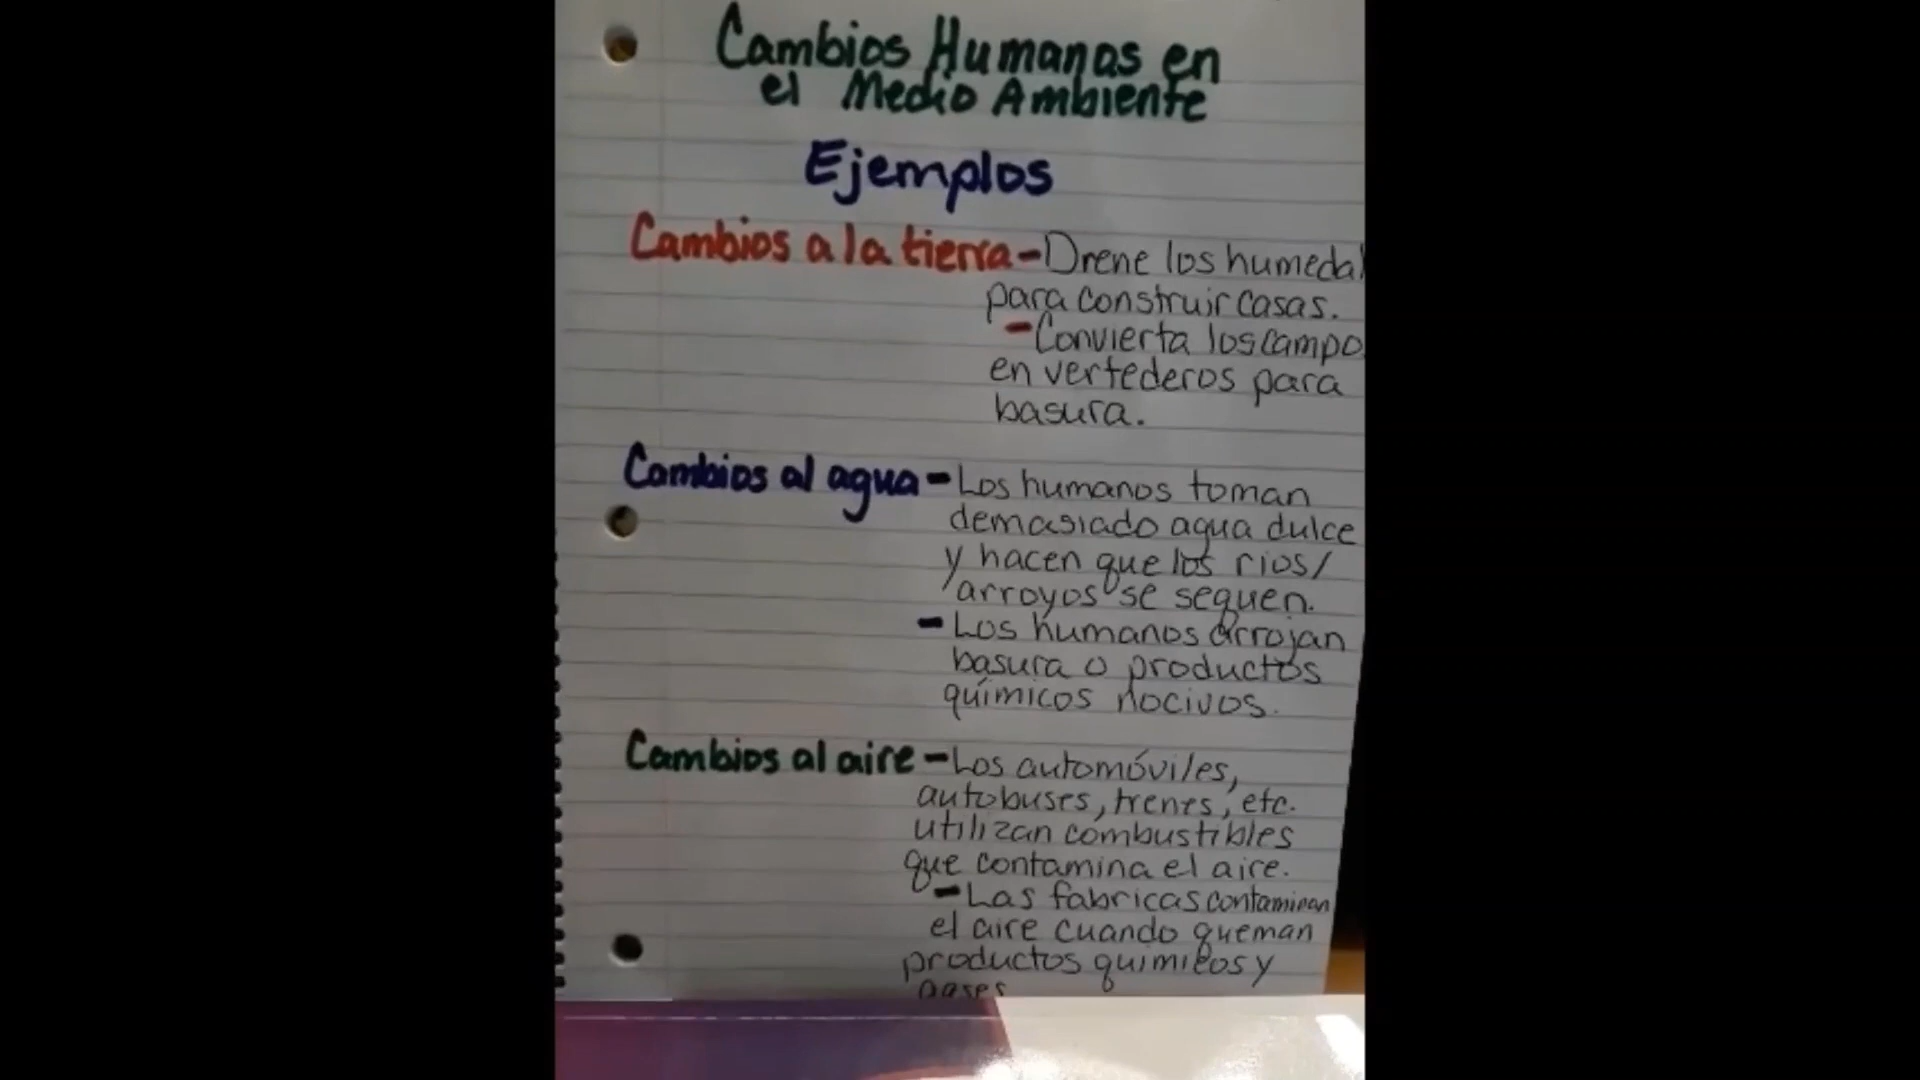 Cambios Humanos en
el Medio Ambiente
Ejemplos
Cambios a la tierra - Drene los humedal
para construir casas.
- Convierta los campo
en vertederos para
basura.
Cambios al agua - Los humanos toman
demasiado agua dulce
y hacen que los rios/
arroyos se sequen.
- Los humanos arrojan
basura o productos
químicos nocivos.
Cambios al aire - Los automóviles,
autobuses, trenes, etc.
utilizan combustibles
que contamina el aire.
- Las fabricas contaminan
el aire cuando queman
productos quimicos y
gases